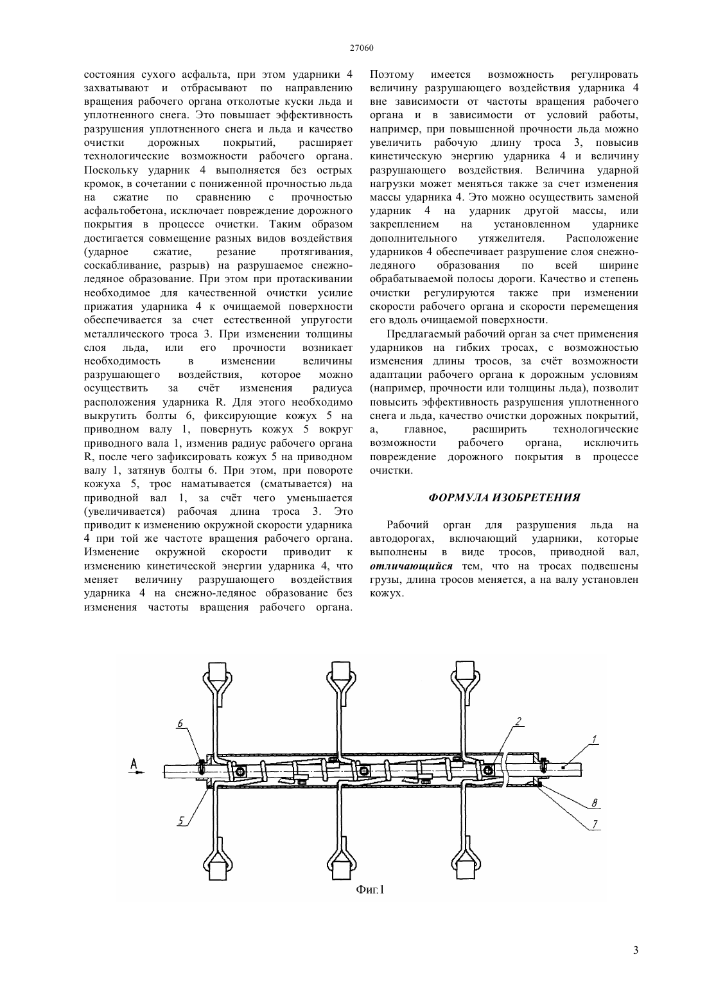 27060
состояния сухого асфальта, при этом ударники 4
захватывают и отбрасывают по направлению
вращения рабочего органа отколотые куски льда и
уплотненного снега. Это повышает эффективность
разрушения уплотненного снега и льда и качество
очистки дорожных покрытий, расширяет
технологические возможности рабочего органа.
Поскольку ударник 4 выполняется без острых
кромок, в сочетании с пониженной прочностью льда
на сжатие по сравнению с прочностью
асфальтобетона, исключает повреждение дорожного
покрытия в процессе очистки. Таким образом
достигается совмещение разных видов воздействия
(ударное сжатие, резание протягивания,
соскабливание, разрыв) на разрушаемое снежно-
ледяное образование. При этом при протаскивании
необходимое для качественной очистки усилие
прижатия ударника 4 к очищаемой поверхности
обеспечивается за счет естественной упругости
металлического троса 3. При изменении толщины
слоя льда, или его прочности возникает
необходимость в изменении величины
разрушающего воздействия, которое можно
осуществить за счёт изменения радиуса
расположения ударника R. Для этого необходимо
выкрутить болты 6, фиксирующие кожух 5 на
приводном валу 1, повернуть кожух 5 вокруг
приводного вала 1, изменив радиус рабочего органа
R, после чего зафиксировать кожух 5 на приводном
валу 1, затянув болты 6. При этом, при повороте
кожуха 5, трос наматывается (сматывается) на
приводной вал 1, за счёт чего уменьшается
(увеличивается) рабочая длина троса 3. Это
приводит к изменению окружной скорости ударника
4 при той же частоте вращения рабочего органа.
Изменение окружной скорости приводит к
изменению кинетической энергии ударника 4, что
меняет величину разрушающего воздействия
ударника 4 на снежно-ледяное образование без
изменения частоты вращения рабочего органа.
Поэтому имеется возможность регулировать
величину разрушающего воздействия ударника 4
вне зависимости от частоты вращения рабочего
органа и в зависимости от условий работы,
например, при повышенной прочности льда можно
увеличить рабочую длину троса 3, повысив
кинетическую энергию ударника 4 и величину
разрушающего воздействия. Величина ударной
нагрузки может меняться также за счет изменения
массы ударника 4. Это можно осуществить заменой
ударник 4 на ударник другой массы, или
закреплением на установленном ударнике
дополнительного утяжелителя. Расположение
ударников 4 обеспечивает разрушение слоя снежно-
ледяного образования по всей ширине
обрабатываемой полосы дороги. Качество и степень
очистки регулируются также при изменении
скорости рабочего органа и скорости перемещения
его вдоль очищаемой поверхности.
Предлагаемый рабочий орган за счет применения
ударников на гибких тросах, с возможностью
изменения длины тросов, за счёт возможности
адаптации рабочего органа к дорожным условиям
(например, прочности или толщины льда), позволит
повысить эффективность разрушения уплотненного
снега и льда, качество очистки дорожных покрытий,
а, главное, расширить технологические
возможности рабочего органа, исключить
повреждение дорожного покрытия в процессе
очистки.
ФОРМУЛА ИЗОБРЕТЕНИЯ
Рабочий орган для разрушения льда на
автодорогах, включающий ударники, которые
выполнены в виде тросов, приводной вал,
отличающийся тем, что на тросах подвешены
грузы, длина тросов меняется, а на валу установлен
кожух.
6
2
1
А
5
8
7
Фиг.1
3